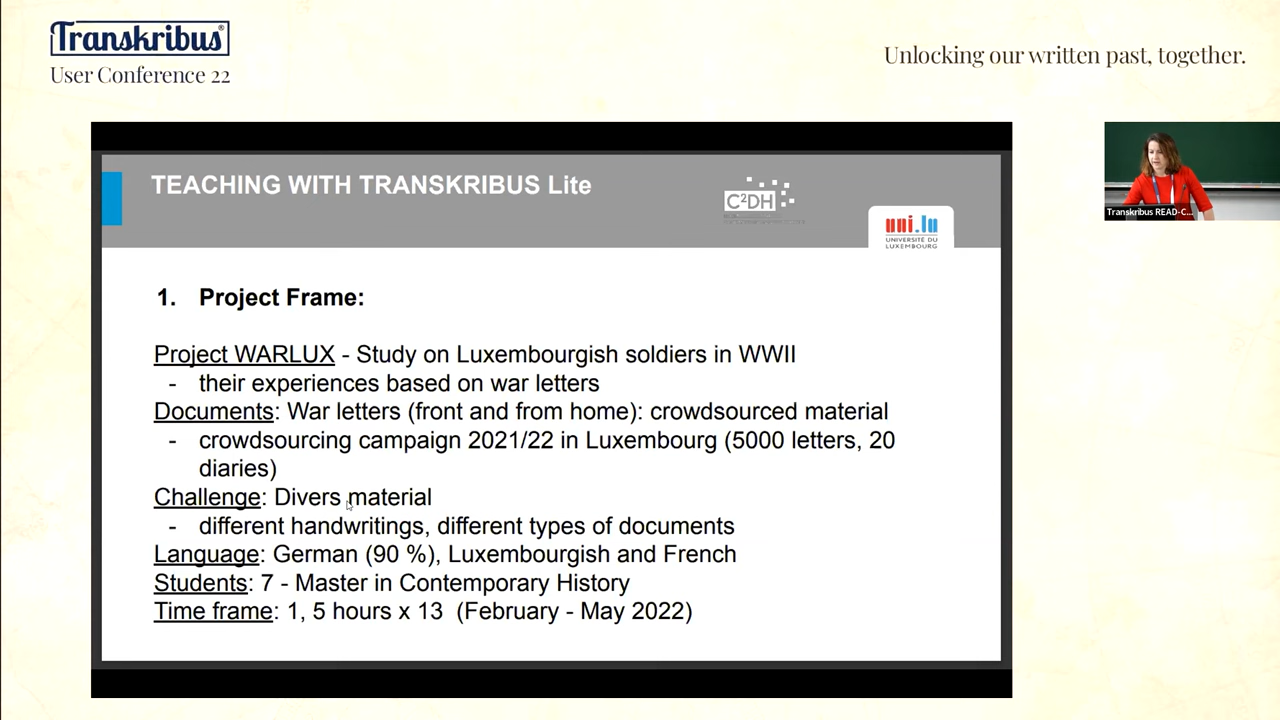 Transkribus®
User Conference 22
Unlocking our written past, together.
TEACHING WITH TRANSKRIBUS Lite
C²DH
uni.lu
UNIVERSITÉ DU
LUXEMBOURG
Transkribus READ-C...
1. Project Frame:
Project WARLUX - Study on Luxembourgish soldiers in WWII
- their experiences based on war letters
Documents: War letters (front and from home): crowdsourced material
- crowdsourcing campaign 2021/22 in Luxembourg (5000 letters, 20
diaries)
Challenge: Divers material
- different handwritings, different types of documents
Language: German (90 %), Luxembourgish and French
Students: 7 - Master in Contemporary History
Time frame: 1, 5 hours x 13 (February - May 2022)